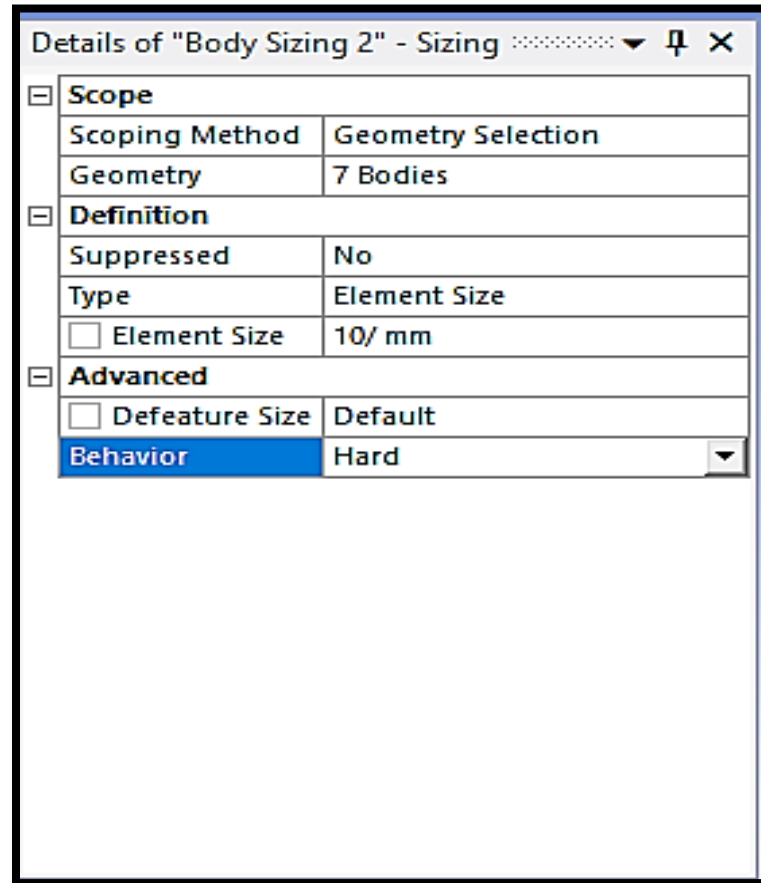 Details of "Body Sizing 2" - Sizing
Scope
Scoping Method Geometry Selection
Geometry 7 Bodies
Definition
Suppressed No
Type Element Size
Element Size 10/ mm
Advanced
Defeature Size Default
Behavior Hard